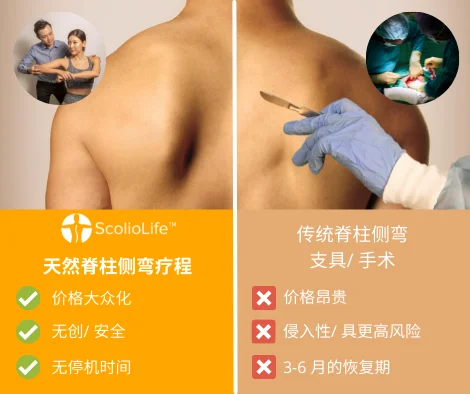 ScolioLife™
天然脊柱侧弯疗程
价格大众化
无创/ 安全
无停机时间
传统脊柱侧弯
支具/ 手术
价格昂贵
侵入性/ 具更高风险
3-6 月的恢复期